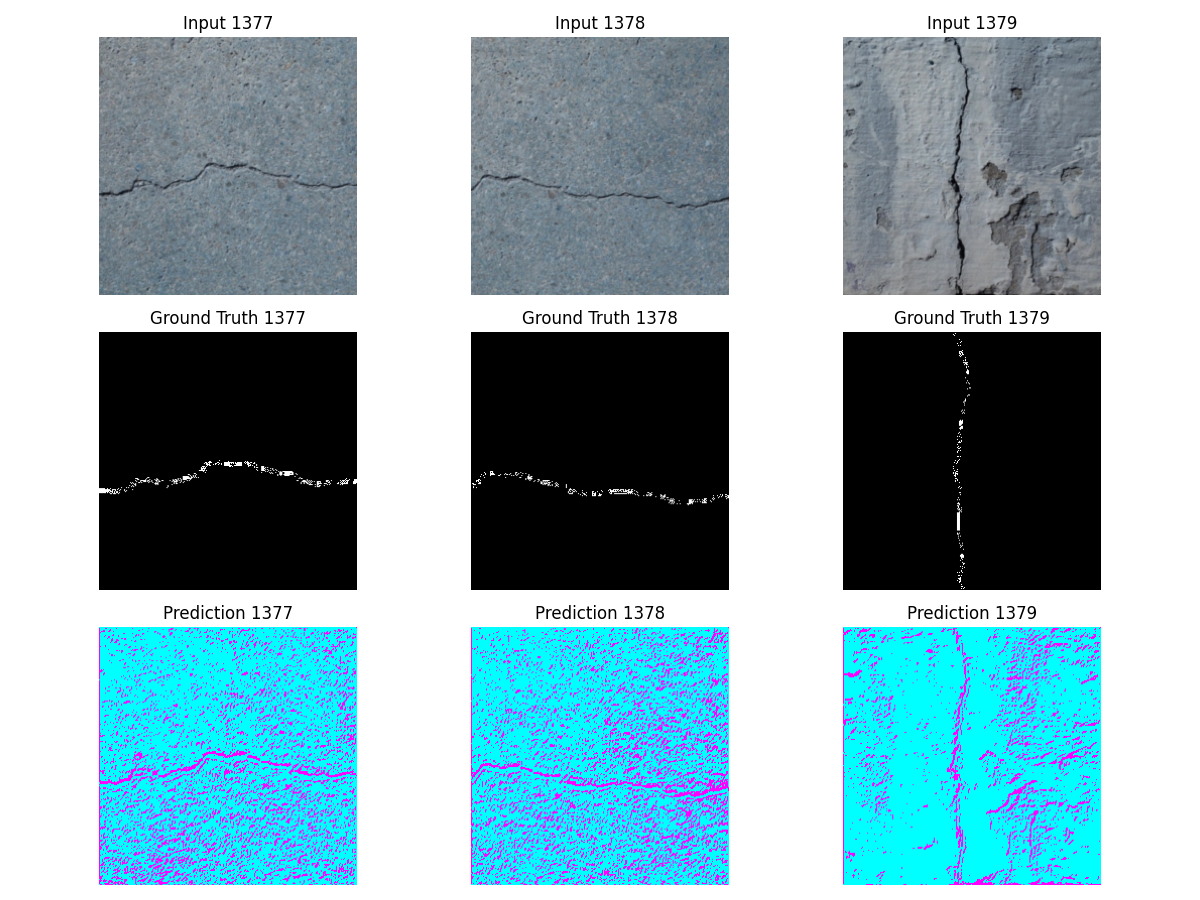 Input 1377
Input 1378
Input 1379
Ground Truth 1377
Ground Truth 1378
Ground Truth 1379
Prediction 1377
Prediction 1378
Prediction 1379